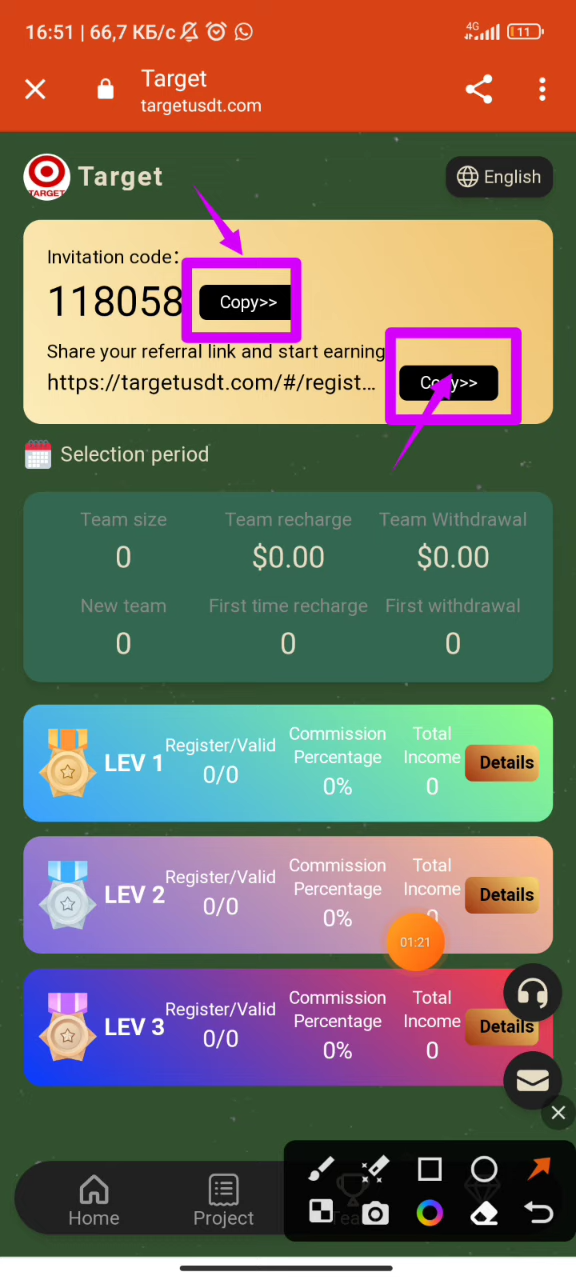 16:51 | 66,7 КБ/с
4G
11
Target
targetusdt.com
TARGET
Target
English
Invitation code:
118058
Copy>>
Share your referral link and start earning
https://targetusdt.com/#/regist...
Copy>>
Selection period
Team size
Team recharge
Team Withdrawal
0
$0.00
$0.00
New team
First time recharge
First withdrawal
0
0
0
LEV 1
Register/Valid
0/0
Commission
Percentage
0%
Total
Income
0
Details
LEV 2
Register/Valid
0/0
Commission
Percentage
0%
Total
Income
0
Details
01:21
LEV 3
Register/Valid
0/0
Commission
Percentage
0%
Total
Income
0
Details
Home
Project